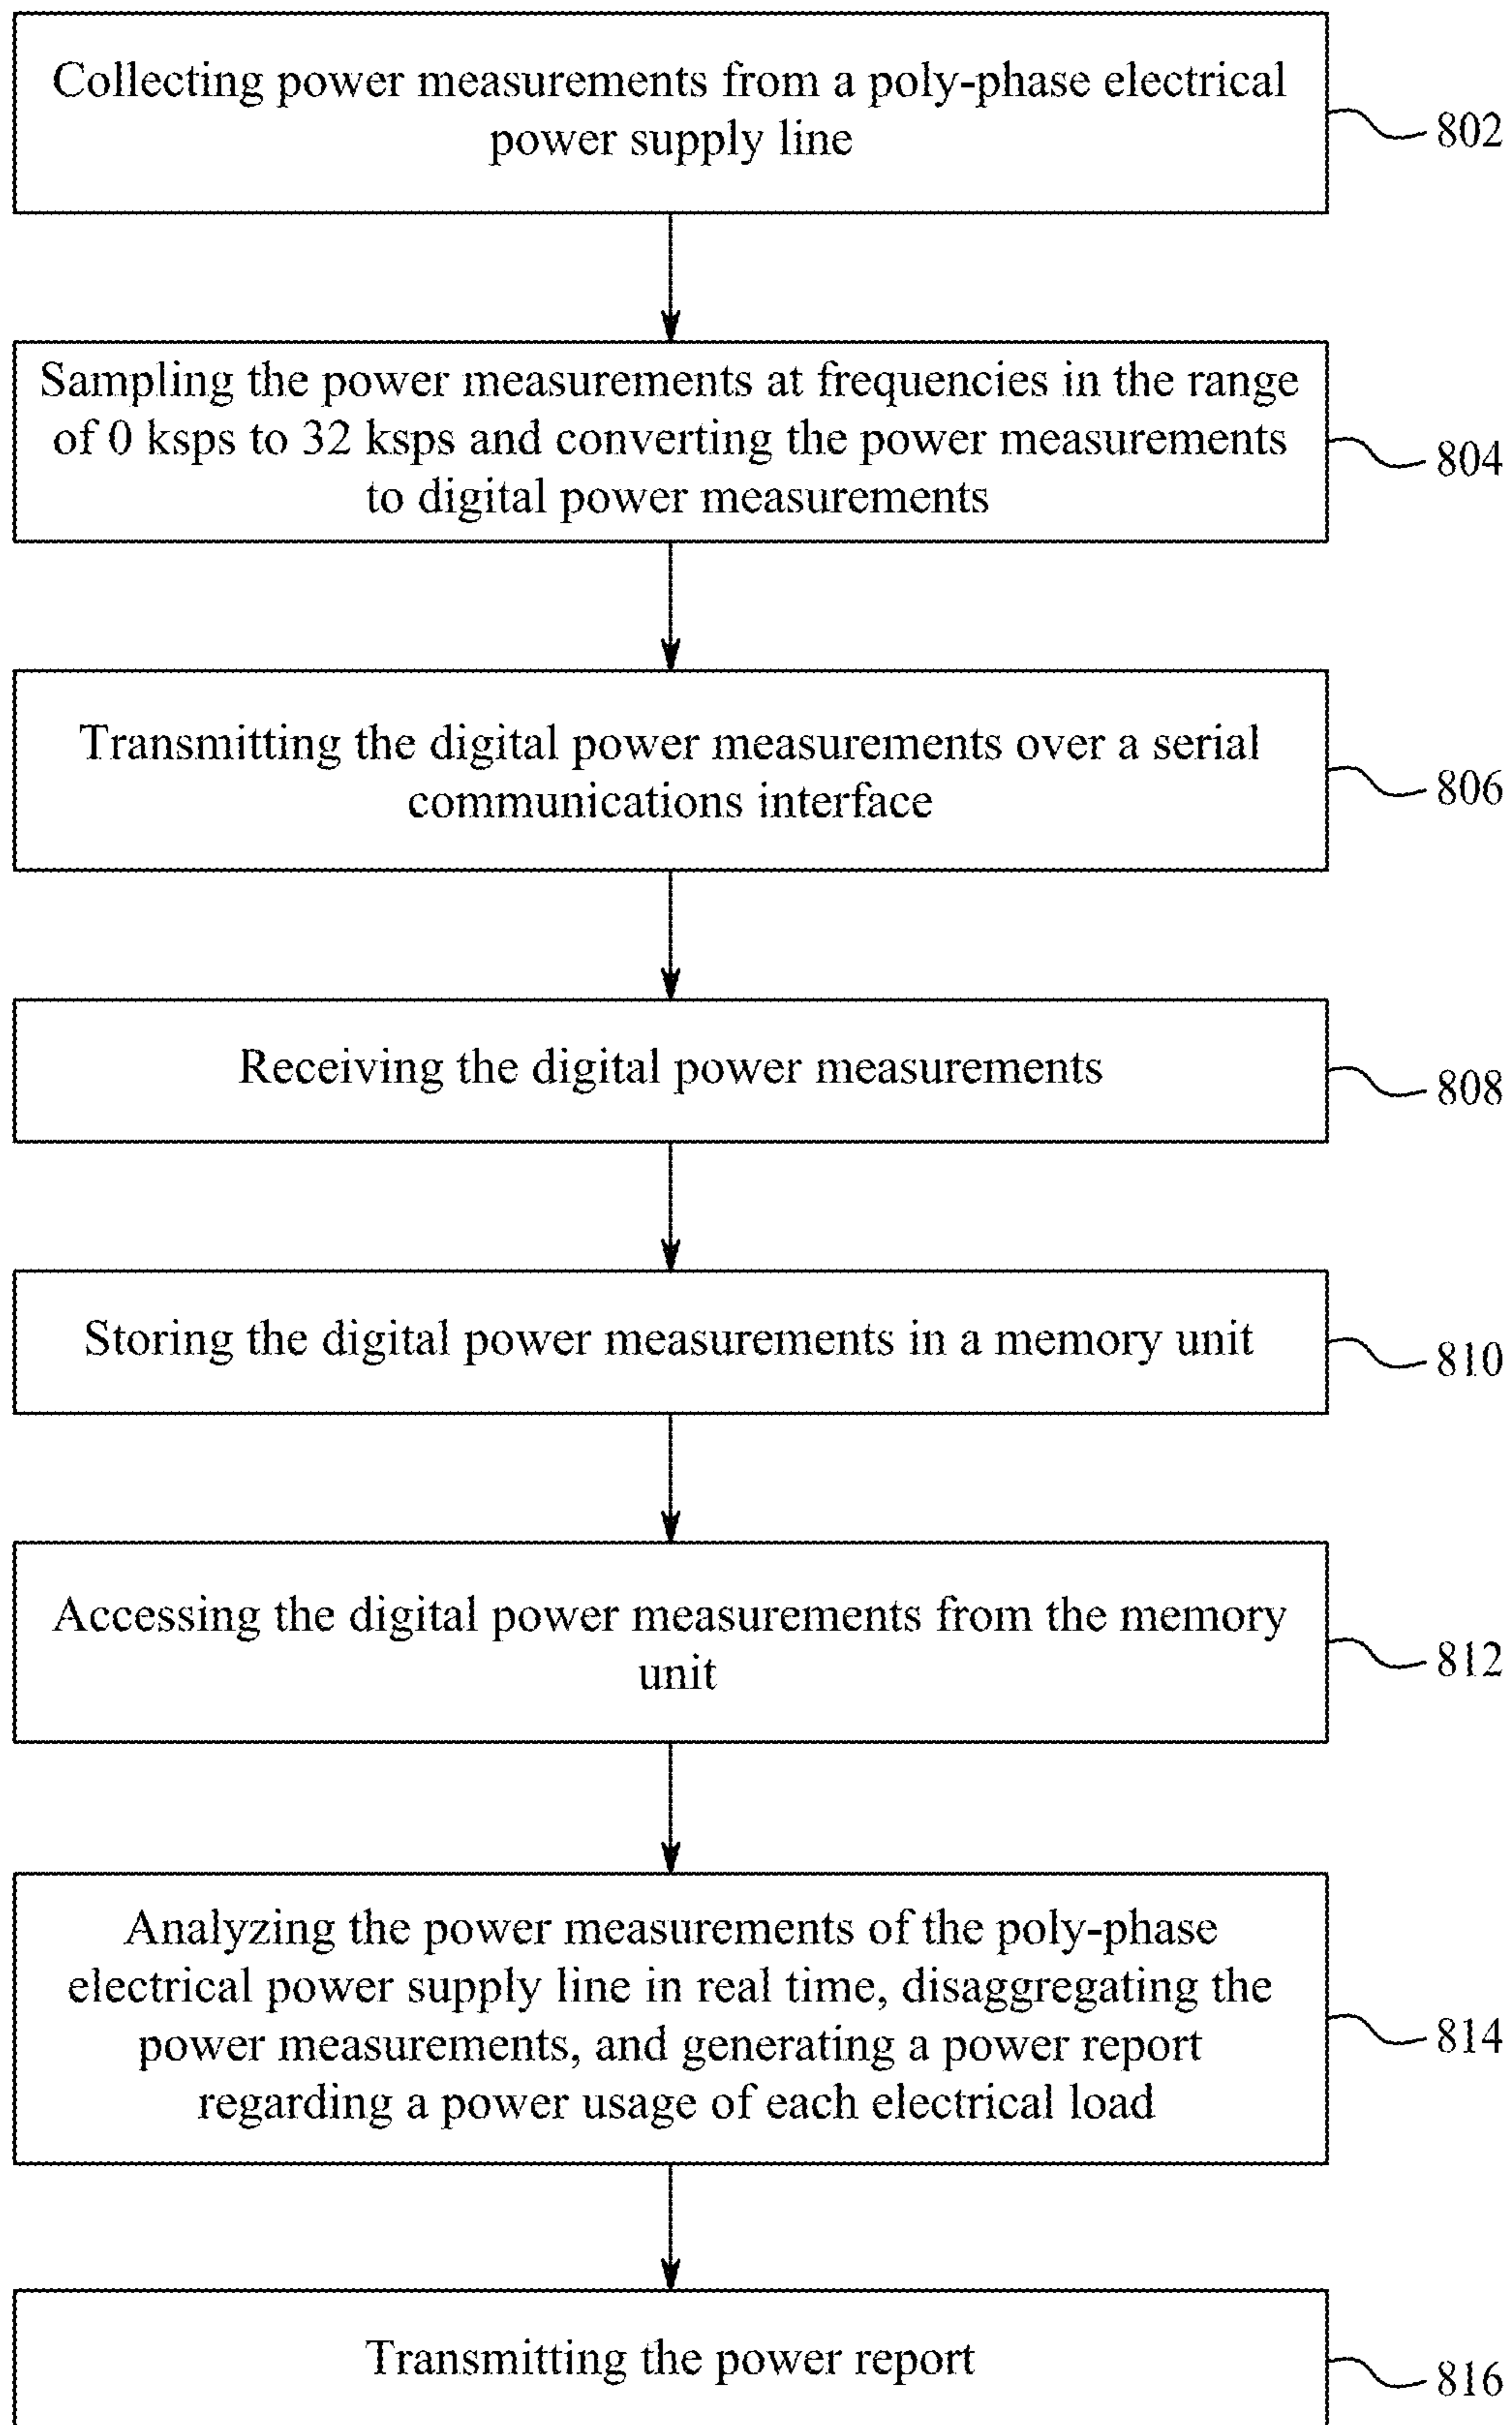 Collecting power measurements from a poly-phase electrical
power supply line
802
Sampling the power measurements at frequencies in the range
of 0 ksps to 32 ksps and converting the power measurements
to digital power measurements
804
Transmitting the digital power measurements over a serial
communications interface
806
Receiving the digital power measurements
808
Storing the digital power measurements in a memory unit
810
Accessing the digital power measurements from the memory
unit
812
Analyzing the power measurements of the poly-phase
electrical power supply line in real time, disaggregating the
power measurements, and generating a power report
regarding a power usage of each electrical load
814
Transmitting the power report
816